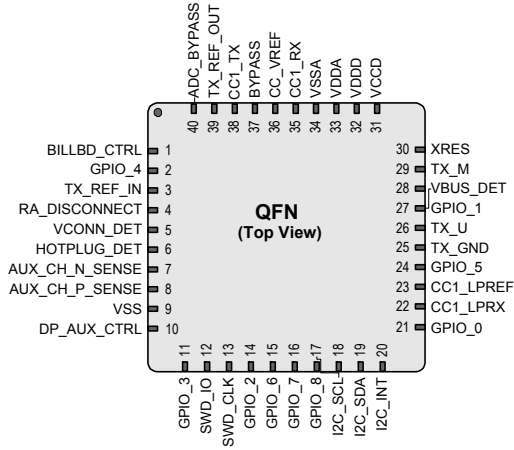 ADC_BYPASS
TX_REF_OUT
CC1_TX
BYPASS
CC_VREF
CC1_RX
VSSA
VDDA
VDDD
VCCD
40 39 38 37 36 35 34 33 32 31
BILLBD_CTRL 1
GPIO_4 2
TX_REF_IN 3
RA_DISCONNECT 4
VCONN_DET 5
HOTPLUG_DET 6
AUX_CH_N_SENSE 7
AUX_CH_P_SENSE 8
VSS 9
DP_AUX_CTRL 10
QFN
(Top View)
30 XRES
29 TX_M
28 VBUS_DET
27 GPIO_1
26 TX_U
25 TX_GND
24 GPIO_5
23 CC1_LPREF
22 CC1_LPRX
21 GPIO_0
11 12 13 14 15 16 17 18 19 20
GPIO_3
SWD_IO
SWD_CLK
GPIO_2
GPIO_6
GPIO_7
GPIO_8
I2C_SCL
I2C_SDA
I2C_INT